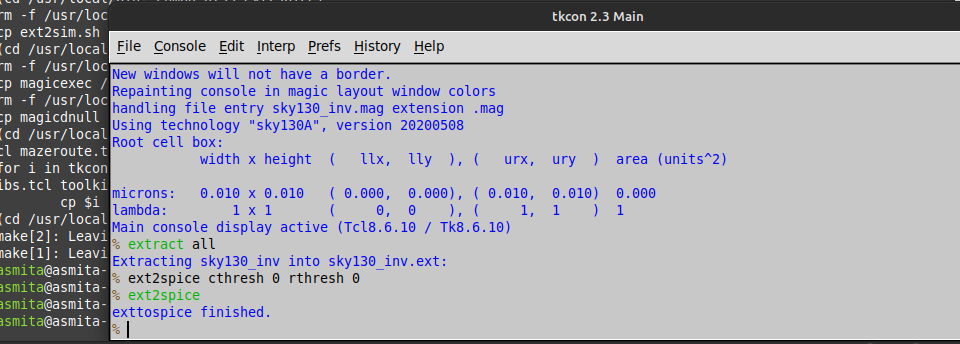 (cd /usr/local
rm -f /usr/loc
cp ext2sim.sh
(cd /usr/local
rm -f /usr/loc
cp magicexec /
rm -f /usr/loc
cp magicdnull
(cd /usr/local
cl mazeroute.t
for i in tkcon
ibs.tcl toolki
cp $i
(cd /usr/local
make[2]: Leavi
make[1]: Leavi
asmita@asmita-
asmita@asmita-
asmita@asmita-
asmita@asmita-
tkcon 2.3 Main
File Console Edit Interp Prefs History Help
New windows will not have a border.
Repainting console in magic layout window colors
handling file entry sky130_inv.mag extension .mag
Using technology "sky130A", version 20200508
Root cell box:
width x height ( llx, lly ), ( urx, ury ) area (units^2)
microns: 0.010 x 0.010 ( 0.000, 0.000), ( 0.010, 0.010) 0.000
lambda: 1 x 1 ( 0, 0 ), ( 1, 1 ) 1
Main console display active (Tcl8.6.10 / Tk8.6.10)
% extract all
Extracting sky130_inv into sky130_inv.ext:
% ext2spice cthresh 0 rthresh 0
% ext2spice
exttospice finished.
%